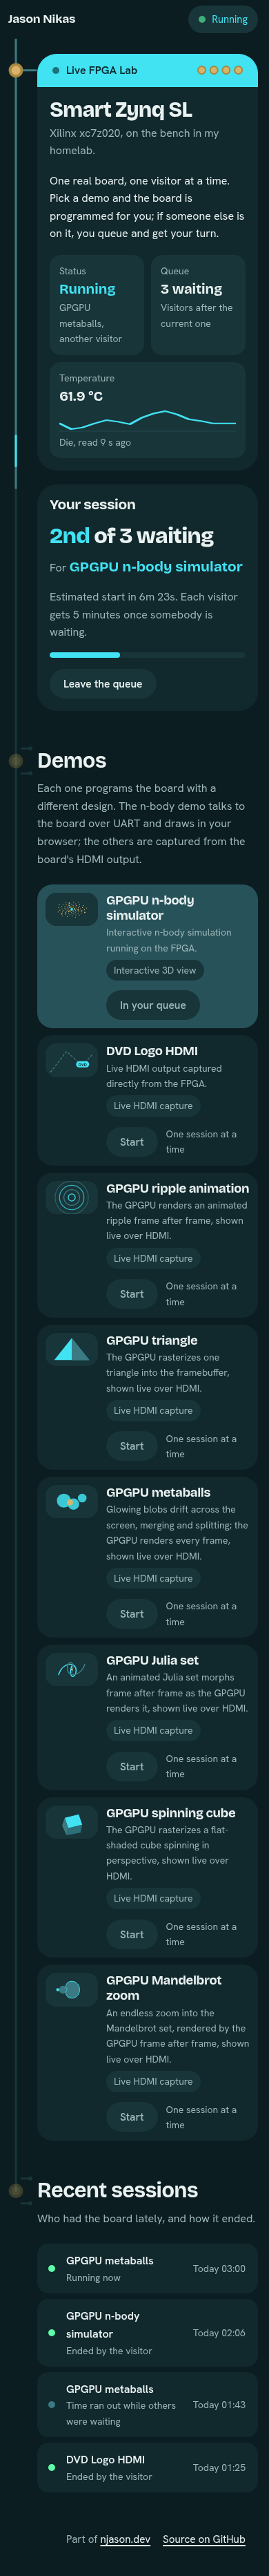 Jason Nikas
Running
Live FPGA Lab
Smart Zynq SL
Xilinx xc7z020, on the bench in my
homelab.
One real board, one visitor at a time.
Pick a demo and the board is
programmed for you; if someone else is
on it, you queue and get your turn.
Status
Running
GPGPU
metaballs,
another visitor
Queue
3 waiting
Visitors after the
current one
Temperature
61.9 °C
Die, read 9 s ago
Your session
2nd of 3 waiting
For GPGPU n-body simulator
Estimated start in 6m 23s. Each visitor
gets 5 minutes once somebody is
waiting.
Leave the queue
Demos
Each one programs the board with a
different design. The n-body demo talks to
the board over UART and draws in your
browser; the others are captured from the
board's HDMI output.
GPGPU n-body
simulator
Interactive n-body simulation
running on the FPGA.
Interactive 3D view
In your queue
DVD
DVD Logo HDMI
Live HDMI output captured
directly from the FPGA.
Live HDMI capture
Start
One session at a
time
GPGPU ripple animation
The GPGPU renders an animated
ripple frame after frame, shown
live over HDMI.
Live HDMI capture
Start
One session at a
time
GPGPU triangle
The GPGPU rasterizes one
triangle into the framebuffer,
shown live over HDMI.
Live HDMI capture
Start
One session at a
time
GPGPU metaballs
Glowing blobs drift across the
screen, merging and splitting: the
GPGPU renders every frame,
shown live over HDMI.
Live HDMI capture
Start
One session at a
time
GPGPU Julia set
An animated Julia set morphs
frame after frame as the GPGPU
renders it, shown live over HDMI.
Live HDMI capture
Start
One session at a
time
GPGPU spinning cube
The GPGPU rasterizes a flat-
shaded cube spinning in
perspective, shown live over
HDMI.
Live HDMI capture
Start
One session at a
time
GPGPU Mandelbrot
zoom
An endless zoom into the
Mandelbrot set, rendered by the
GPGPU frame after frame, shown
live over HDMI.
Live HDMI capture
Start
One session at a
time
Recent sessions
Who had the board lately, and how it ended.
GPGPU metaballs
Running now
Today 03:00
GPGPU n-body
simulator
Ended by the visitor
Today 02:06
GPGPU metaballs
Time ran out while others
were waiting
Today 01:43
DVD Logo HDMI
Ended by the visitor
Today 01:25
Part of njason.dev
Source on GitHub